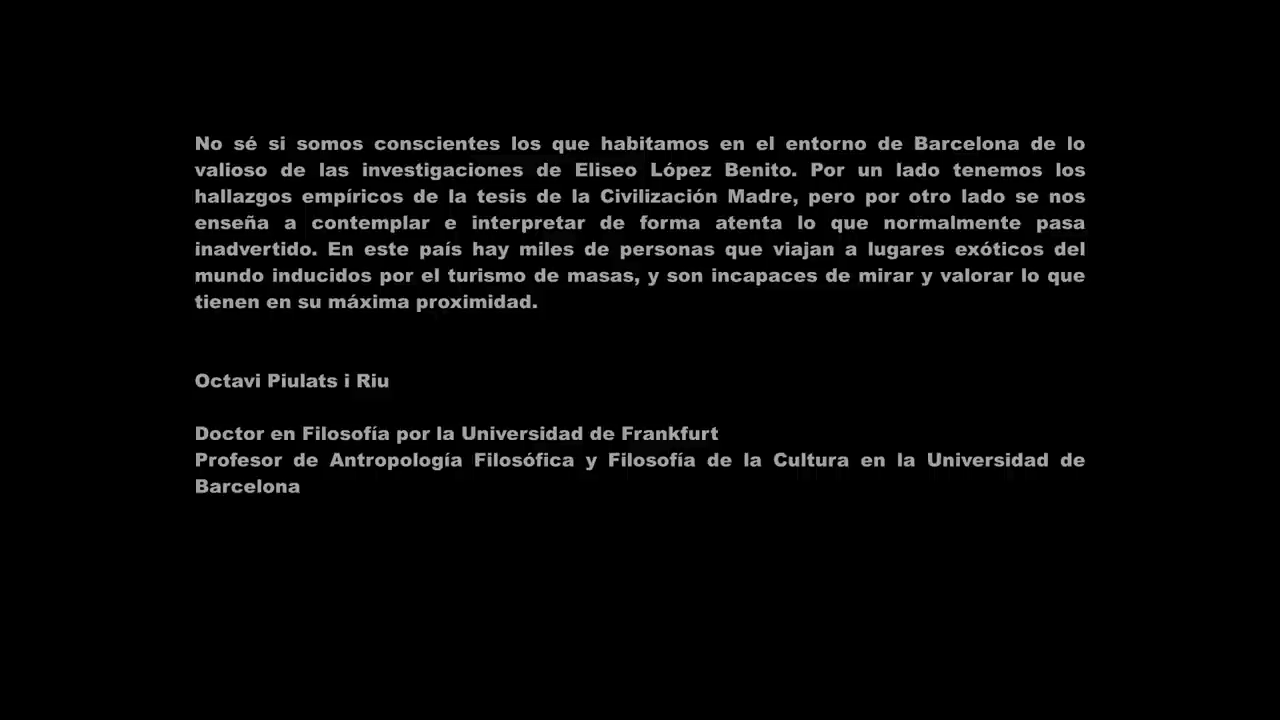 No sé si somos conscientes los que habitamos en el entorno de Barcelona de lo
valioso de las investigaciones de Eliseo López Benito. Por un lado tenemos los
hallazgos empíricos de la tesis de la Civilización Madre, pero por otro lado se nos
enseña a contemplar e interpretar de forma atenta lo que normalmente pasa
inadvertido. En este país hay miles de personas que viajan a lugares exóticos del
mundo inducidos por el turismo de masas, y son incapaces de mirar y valorar lo que
tienen en su máxima proximidad.
Octavi Piulats i Riu
Doctor en Filosofía por la Universidad de Frankfurt
Profesor de Antropología Filosófica y Filosofía de la Cultura en la Universidad de
Barcelona